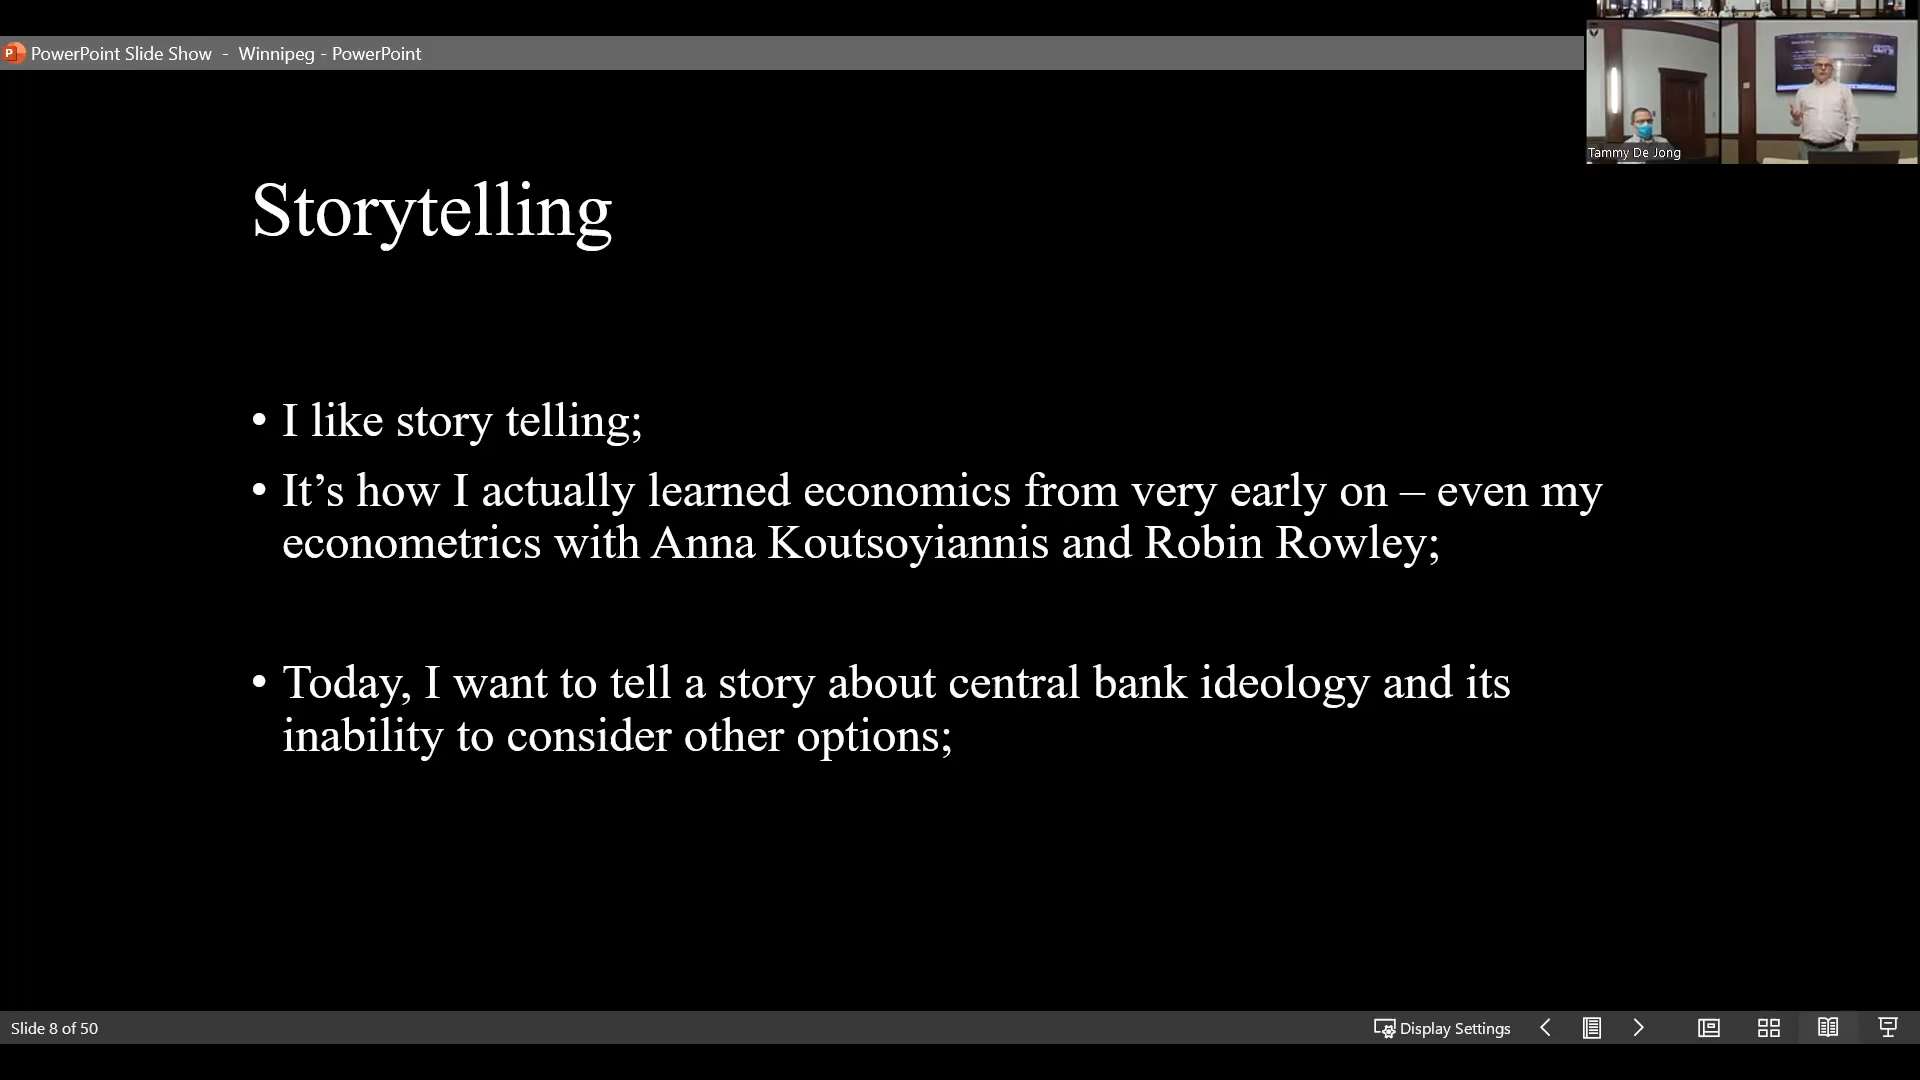 PowerPoint Slide Show - Winnipeg - PowerPoint
Tammy De Jong
Storytelling
• I like story telling;
• It’s how I actually learned economics from very early on – even my
econometrics with Anna Koutsoyiannis and Robin Rowley;
• Today, I want to tell a story about central bank ideology and its
inability to consider other options;
Slide 8 of 50
Display Settings